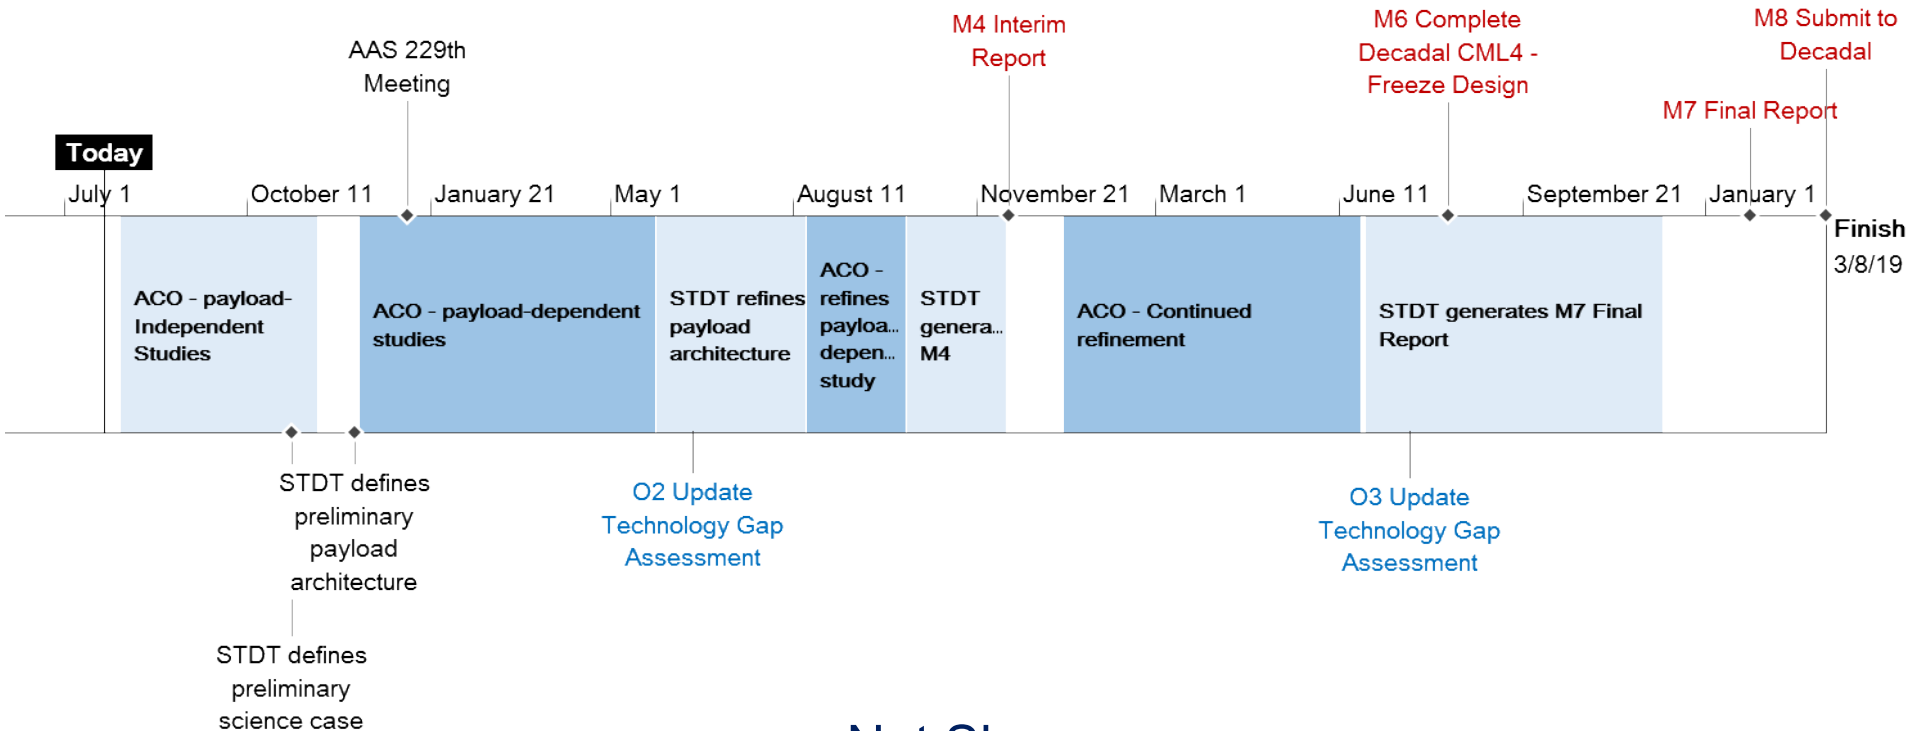 M4 Interim
Report
M6 Complete
Decadal CML4 -
Freeze Design
M8 Submit to
Decadal
AAS 229th
Meeting
M7 Final Report
Today
July 1
October 11
January 21
May 1
August 11
November 21
March 1
June 11
September 21
January 1
Finish
3/8/19
ACO - payload-
Independent
Studies
ACO - payload-dependent
studies
STDT refines
payload
architecture
ACO -
refines
payloa...
depen...
study
STDT
genera...
M4
ACO - Continued
refinement
STDT generates M7 Final
Report
STDT defines
preliminary
payload
architecture
O2 Update
Technology Gap
Assessment
O3 Update
Technology Gap
Assessment
STDT defines
preliminary
science case